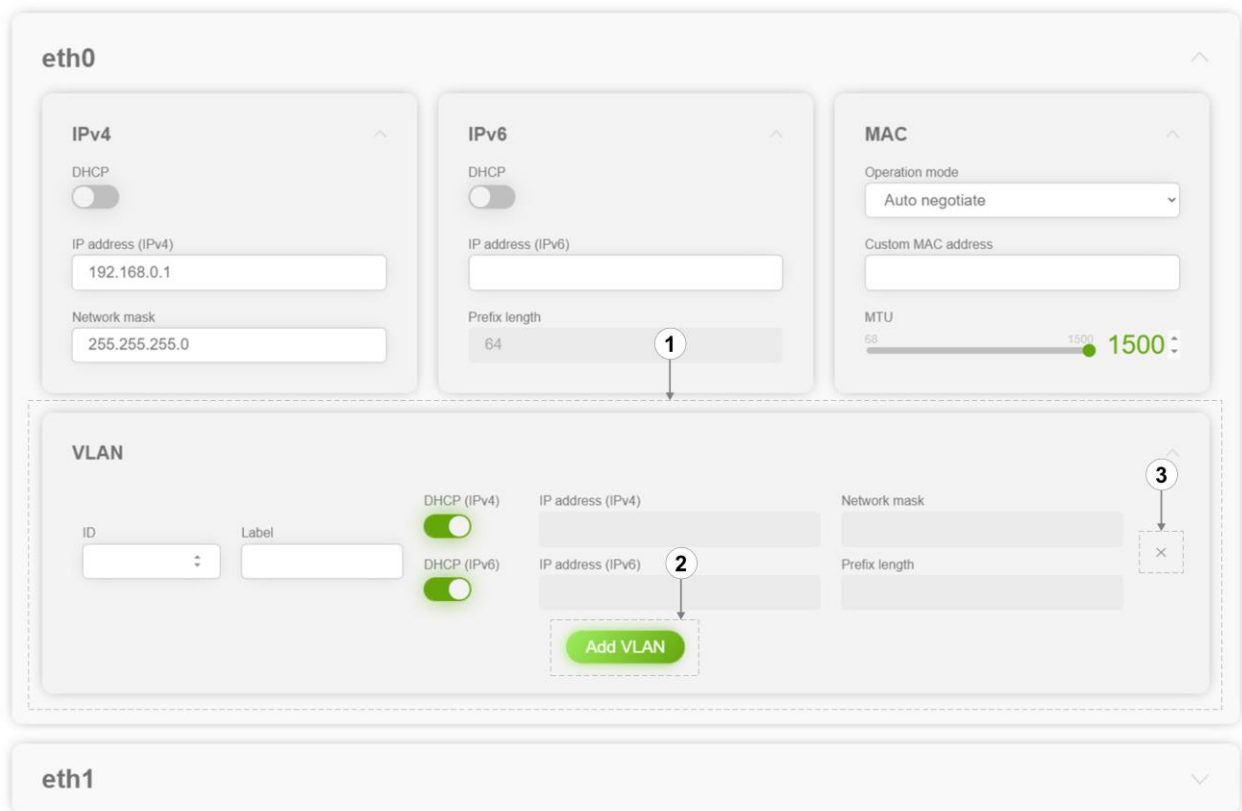 eth0
IPv4
DHCP
IP address (IPv4)
192.168.0.1
Network mask
255.255.255.0
IPv6
DHCP
IP address (IPv6)
Prefix length
64
MAC
Operation mode
Auto negotiate
Custom MAC address
MTU
68 1500 1500
1
VLAN
ID
Label
DHCP (IPv4)
DHCP (IPv6)
IP address (IPv4)
IP address (IPv6)
Network mask
Prefix length
3
2
Add VLAN
eth1